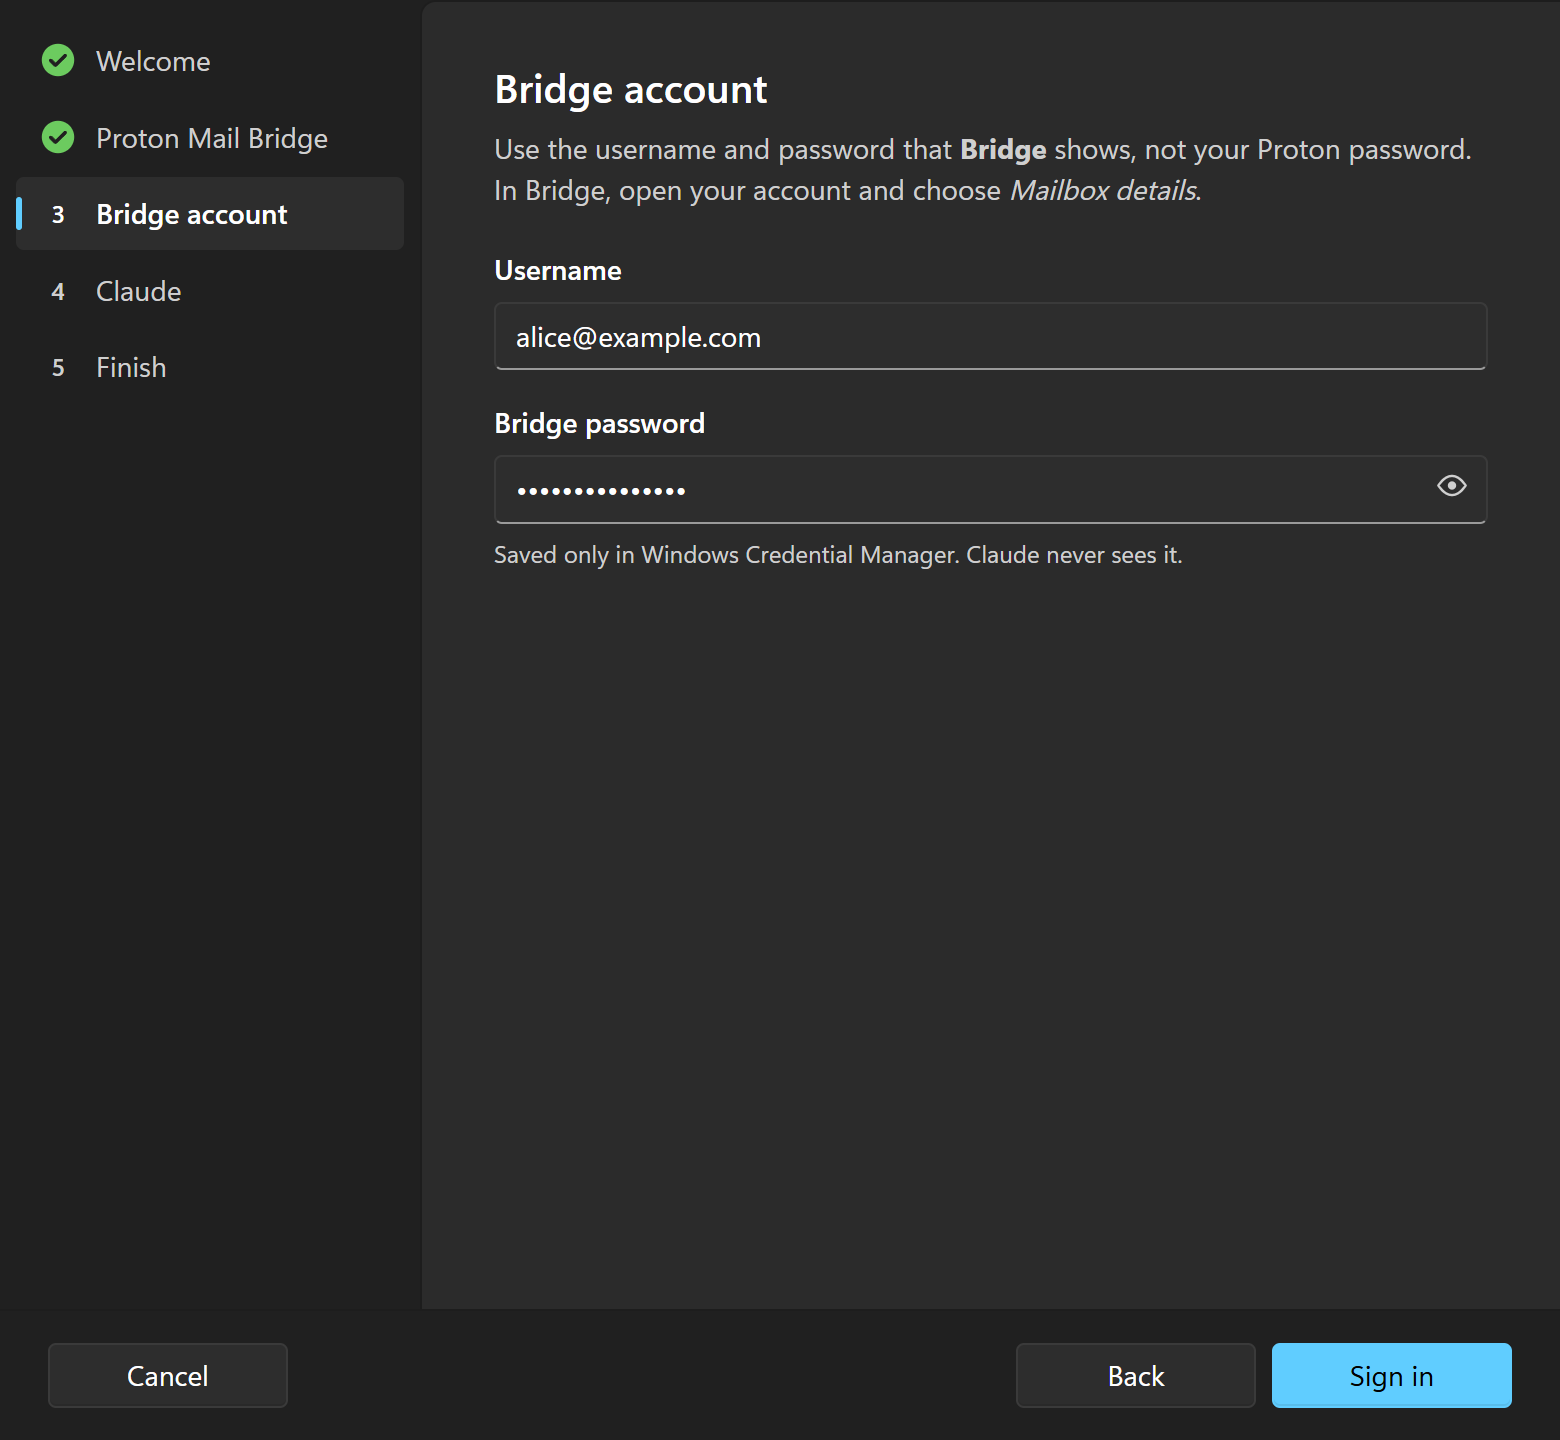 Welcome
Proton Mail Bridge
3 Bridge account
4 Claude
5 Finish
Bridge account
Use the username and password that Bridge shows, not your Proton password.
In Bridge, open your account and choose Mailbox details.
Username
alice@example.com
Bridge password
•••••••••••••••
Saved only in Windows Credential Manager. Claude never sees it.
Cancel
Back
Sign in